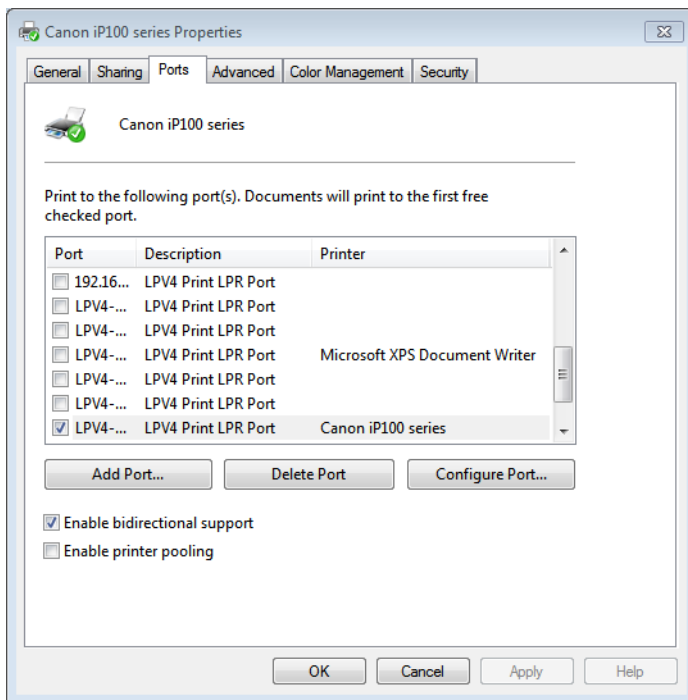 Canon iP100 series Properties
General Sharing Ports Advanced Color Management Security
Canon iP100 series
Print to the following port(s). Documents will print to the first free
checked port.
Port Description Printer
192.16... LPV4 Print LPR Port
LPV4-... LPV4 Print LPR Port
LPV4-... LPV4 Print LPR Port
LPV4-... LPV4 Print LPR Port Microsoft XPS Document Writer
LPV4-... LPV4 Print LPR Port
LPV4-... LPV4 Print LPR Port
LPV4-... LPV4 Print LPR Port Canon iP100 series
Add Port... Delete Port Configure Port...
Enable bidirectional support
Enable printer pooling
OK Cancel Apply Help